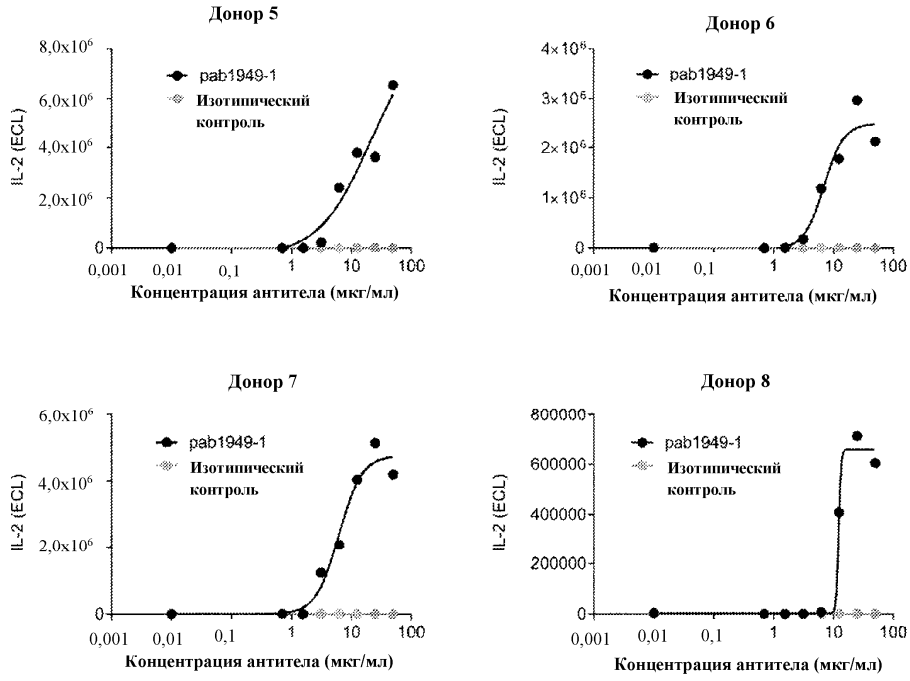 Донор 5
8,0x10⁶
6,0x10⁶
4,0x10⁶
2,0x10⁶
0
IL-2 (ECL)
pab1949-1
Изотипический
контроль
0,001 0,01 0,1 1 10 100
Концентрация антитела (мкг/мл)
Донор 6
4×10⁶
3×10⁶
2×10⁶
1×10⁶
0
IL-2 (ECL)
pab1949-1
Изотипический
контроль
0,001 0,01 0,1 1 10 100
Концентрация антитела (мкг/мл)
Донор 7
6,0x10⁶
4,0x10⁶
2,0x10⁶
0
IL-2 (ECL)
pab1949-1
Изотипический
контроль
0,001 0,01 0,1 1 10 100
Концентрация антитела (мкг/мл)
Донор 8
800000
600000
400000
200000
0
IL-2 (ECL)
pab1949-1
Изотипический
контроль
0,001 0,01 0,1 1 10 100
Концентрация антитела (мкг/мл)